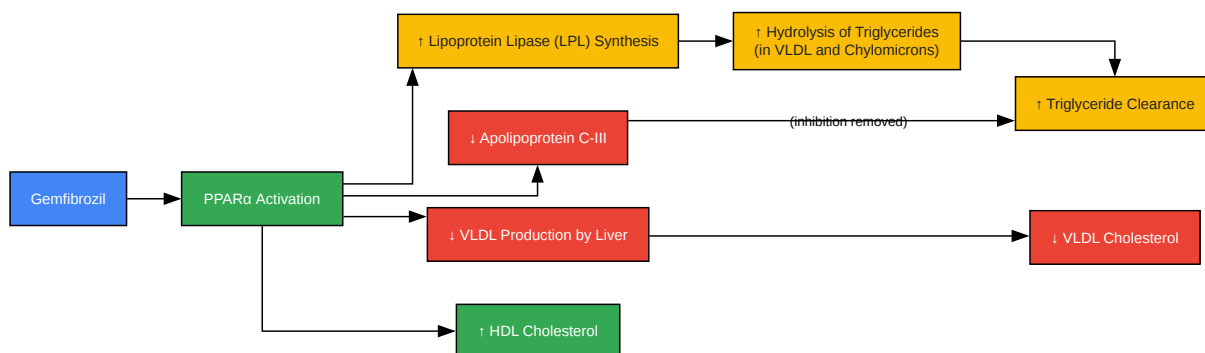 ↑ Lipoprotein Lipase (LPL) Synthesis
↑ Hydrolysis of Triglycerides
(in VLDL and Chylomicrons)
↑ Triglyceride Clearance
↓ Apolipoprotein C-III
(inhibition removed)
Gemfibrozil
PPARα Activation
↓ VLDL Production by Liver
↓ VLDL Cholesterol
↑ HDL Cholesterol